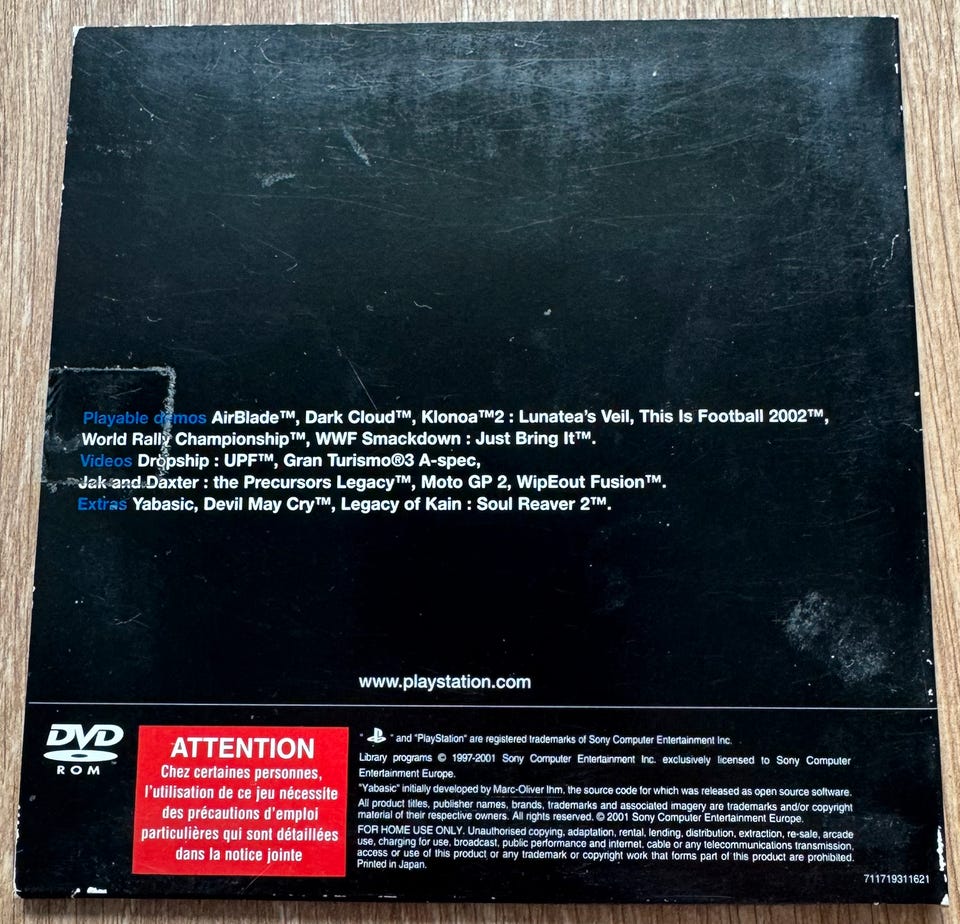 Playable demos AirBlade™, Dark Cloud™, Klonoa™2 : Lunatea's Veil, This Is Football 2002™,
World Rally Championship™, WWF Smackdown : Just Bring It™.
Videos Dropship : UPF™, Gran Turismo®3 A-spec,
Jak and Daxter : the Precursors Legacy™, Moto GP 2, WipEout Fusion™.
Extras Yabasic, Devil May Cry™, Legacy of Kain : Soul Reaver 2™.
www.playstation.com
DVD
ROM
ATTENTION
Chez certaines personnes,
l'utilisation de ce jeu nécessite
des précautions d'emploi
particulières qui sont détaillées
dans la notice jointe
" " and "PlayStation" are registered trademarks of Sony Computer Entertainment Inc.
Library programs © 1997-2001 Sony Computer Entertainment Inc. exclusively licensed to Sony Computer
Entertainment Europe.
"Yabasic" initially developed by Marc-Oliver Ihm, the source code for which was released as open source software.
All product titles, publisher names, brands, trademarks and associated imagery are trademarks and/or copyright
material of their respective owners. All rights reserved. © 2001 Sony Computer Entertainment Europe.
FOR HOME USE ONLY. Unauthorised copying, adaptation, rental, lending, distribution, extraction, re-sale, arcade
use, charging for use, broadcast, public performance and internet, cable or any telecommunications transmission,
access or use of this product or any trademark or copyright work that forms part of this product are prohibited.
Printed in Japan.
711719311621